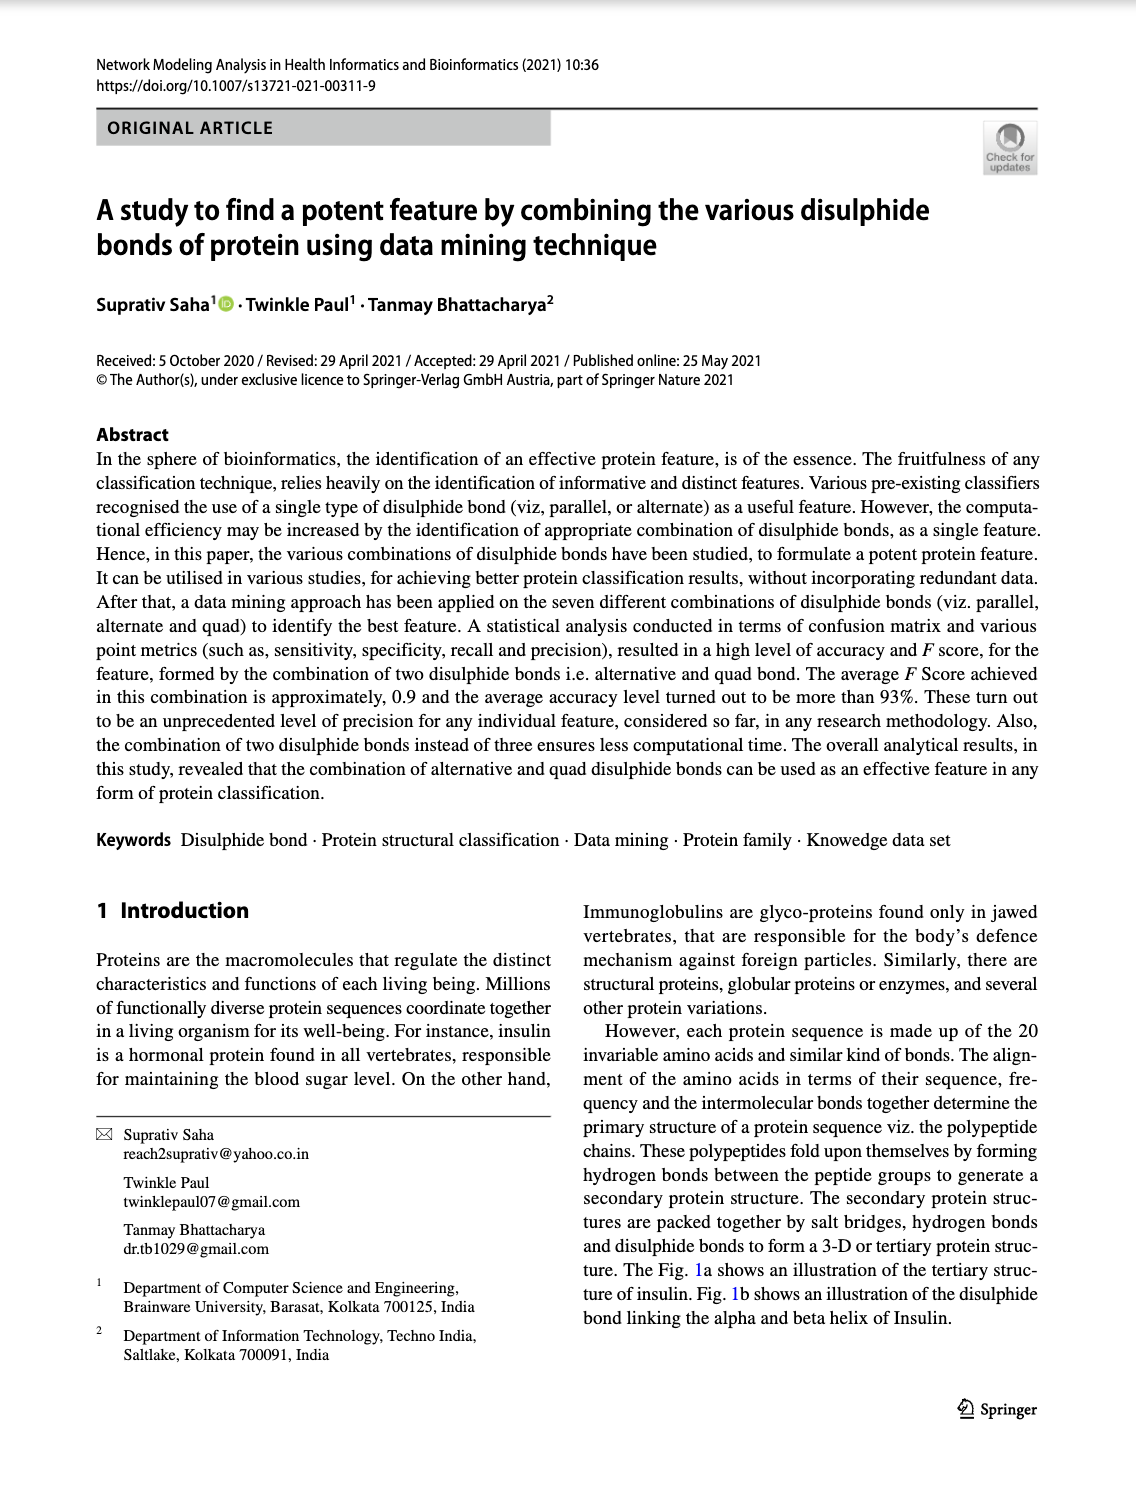 Network Modeling Analysis in Health Informatics and Bioinformatics (2021) 10:36
https://doi.org/10.1007/s13721-021-00311-9
ORIGINAL ARTICLE
Check for
updates
A study to find a potent feature by combining the various disulphide
bonds of protein using data mining technique
Suprativ Saha¹ iD · Twinkle Paul¹ · Tanmay Bhattacharya²
Received: 5 October 2020 / Revised: 29 April 2021 / Accepted: 29 April 2021 / Published online: 25 May 2021
© The Author(s), under exclusive licence to Springer-Verlag GmbH Austria, part of Springer Nature 2021
Abstract
In the sphere of bioinformatics, the identification of an effective protein feature, is of the essence. The fruitfulness of any
classification technique, relies heavily on the identification of informative and distinct features. Various pre-existing classifiers
recognised the use of a single type of disulphide bond (viz, parallel, or alternate) as a useful feature. However, the computa-
tional efficiency may be increased by the identification of appropriate combination of disulphide bonds, as a single feature.
Hence, in this paper, the various combinations of disulphide bonds have been studied, to formulate a potent protein feature.
It can be utilised in various studies, for achieving better protein classification results, without incorporating redundant data.
After that, a data mining approach has been applied on the seven different combinations of disulphide bonds (viz. parallel,
alternate and quad) to identify the best feature. A statistical analysis conducted in terms of confusion matrix and various
point metrics (such as, sensitivity, specificity, recall and precision), resulted in a high level of accuracy and F score, for the
feature, formed by the combination of two disulphide bonds i.e. alternative and quad bond. The average F Score achieved
in this combination is approximately, 0.9 and the average accuracy level turned out to be more than 93%. These turn out
to be an unprecedented level of precision for any individual feature, considered so far, in any research methodology. Also,
the combination of two disulphide bonds instead of three ensures less computational time. The overall analytical results, in
this study, revealed that the combination of alternative and quad disulphide bonds can be used as an effective feature in any
form of protein classification.
Keywords Disulphide bond · Protein structural classification · Data mining · Protein family · Knowedge data set
1 Introduction
Proteins are the macromolecules that regulate the distinct
characteristics and functions of each living being. Millions
of functionally diverse protein sequences coordinate together
in a living organism for its well-being. For instance, insulin
is a hormonal protein found in all vertebrates, responsible
for maintaining the blood sugar level. On the other hand,
Suprativ Saha
reach2suprativ@yahoo.co.in
Twinkle Paul
twinklepaul07@gmail.com
Tanmay Bhattacharya
dr.tb1029@gmail.com
1 Department of Computer Science and Engineering,
Brainware University, Barasat, Kolkata 700125, India
2 Department of Information Technology, Techno India,
Saltlake, Kolkata 700091, India
Immunoglobulins are glyco-proteins found only in jawed
vertebrates, that are responsible for the body's defence
mechanism against foreign particles. Similarly, there are
structural proteins, globular proteins or enzymes, and several
other protein variations.
However, each protein sequence is made up of the 20
invariable amino acids and similar kind of bonds. The align-
ment of the amino acids in terms of their sequence, fre-
quency and the intermolecular bonds together determine the
primary structure of a protein sequence viz. the polypeptide
chains. These polypeptides fold upon themselves by forming
hydrogen bonds between the peptide groups to generate a
secondary protein structure. The secondary protein struc-
tures are packed together by salt bridges, hydrogen bonds
and disulphide bonds to form a 3-D or tertiary protein struc-
ture. The Fig. 1a shows an illustration of the tertiary struc-
ture of insulin. Fig. 1b shows an illustration of the disulphide
bond linking the alpha and beta helix of Insulin.
Springer